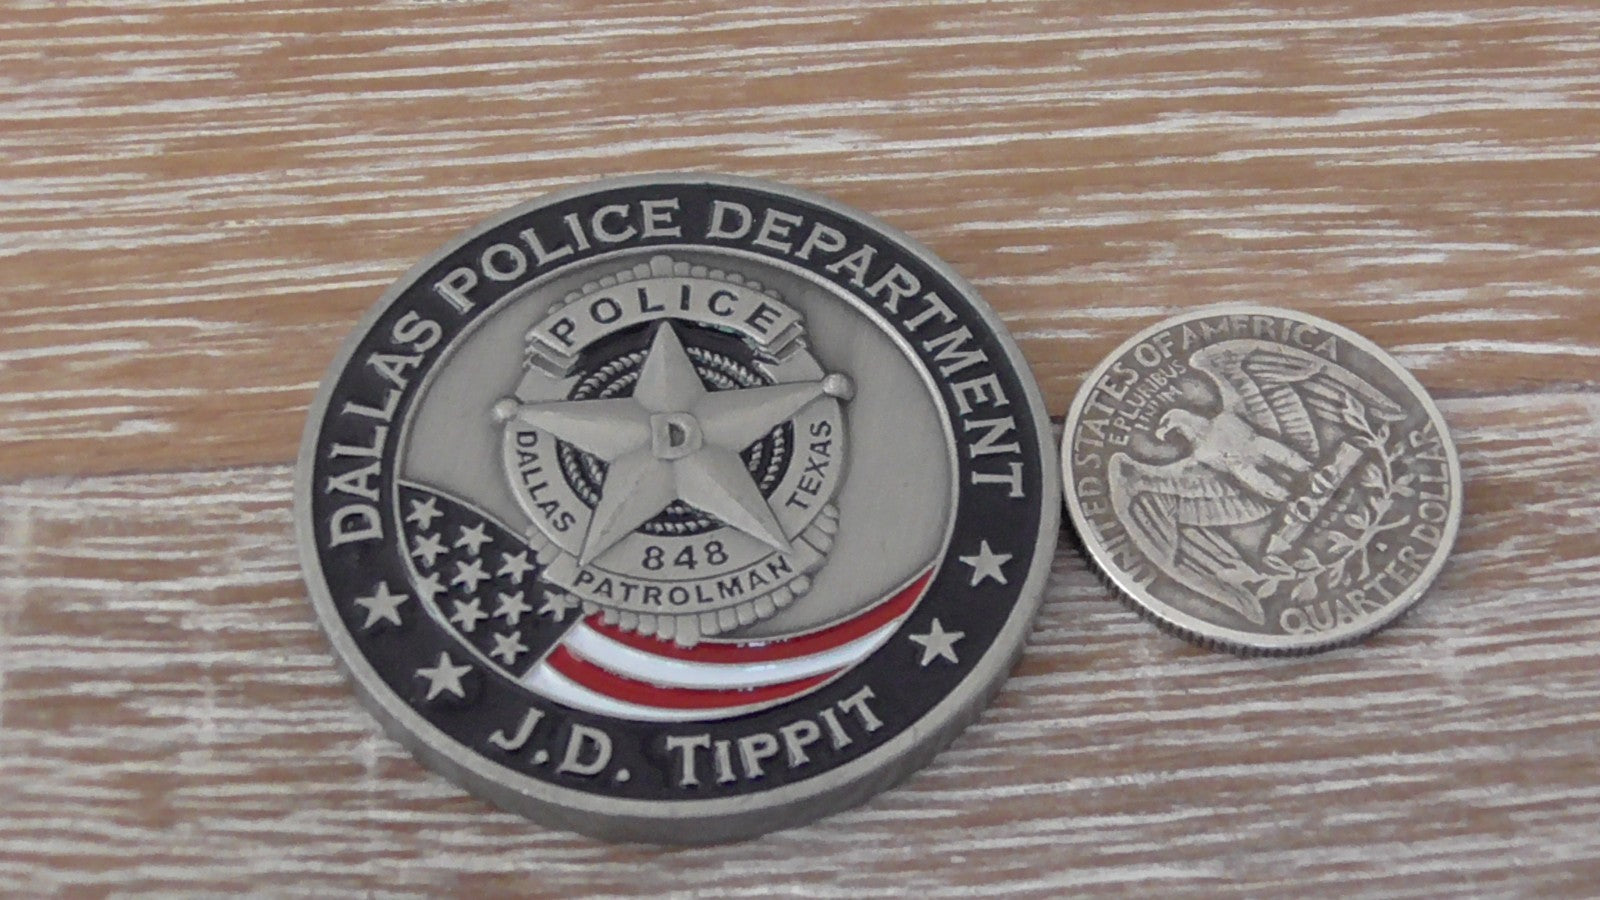 DALLAS POLICE DEPARTMENT
POLICE
D
DALLAS
TEXAS
848
PATROLMAN
J.D. TIPPIT
UNITED STATES OF AMERICA
E PLURIBUS
UNUM
QUARTER DOLLAR